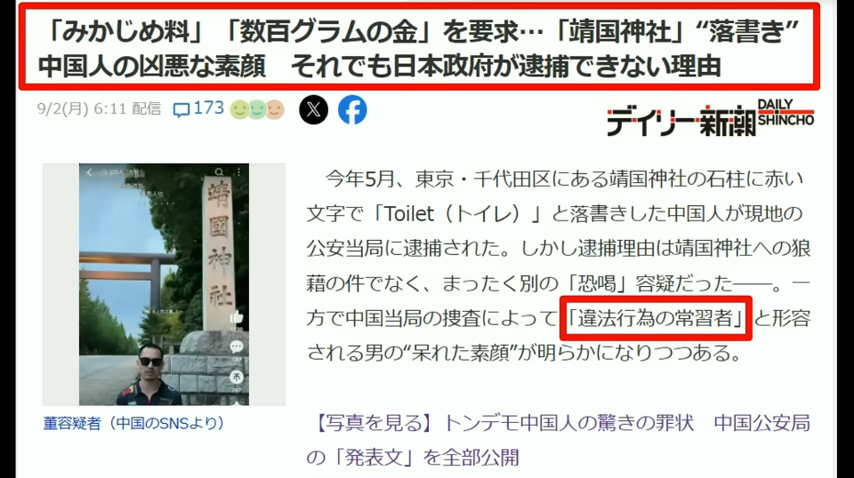 「みかじめ料」「数百グラムの金」を要求…「靖国神社」“落書き”
中国人の凶悪な素顔　それでも日本政府が逮捕できない理由
9/2(月) 6:11 配信
173
デイリー新潮
DAILY
SHINCHO
靖國神社
今年5月、東京・千代田区にある靖国神社の石柱に赤い
文字で「Toilet（トイレ）」と落書きした中国人が現地の
公安当局に逮捕された。しかし逮捕理由は靖国神社への狼
藉の件でなく、まったく別の「恐喝」容疑だった――。一
方で中国当局の捜査によって「違法行為の常習者」と形容
される男の“呆れた素顔”が明らかになりつつある。
董容疑者（中国のSNSより）
【写真を見る】トンデモ中国人の驚きの罪状　中国公安局
の「発表文」を全部公開